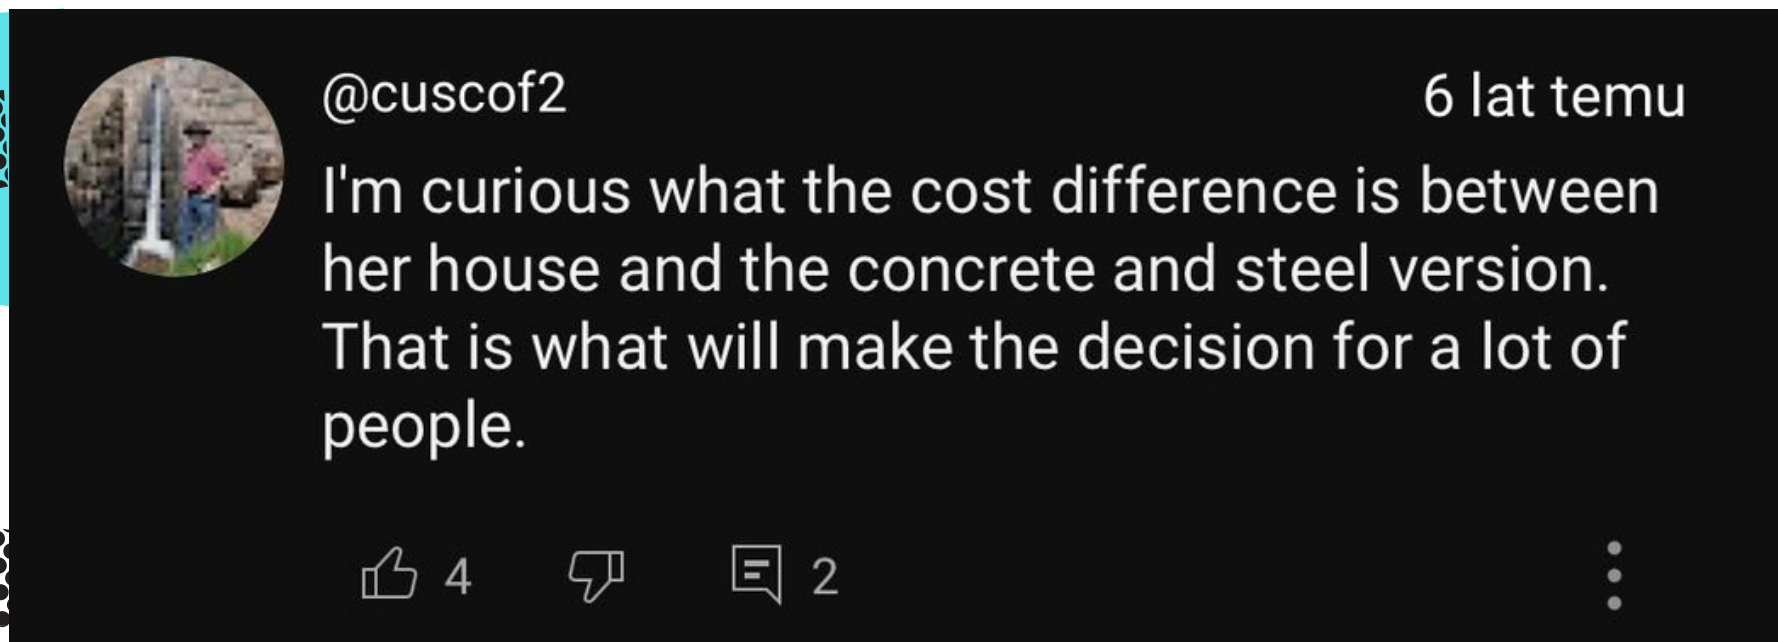 @cuscof2
6 lat temu
I'm curious what the cost difference is between
her house and the concrete and steel version.
That is what will make the decision for a lot of
people.
4
2